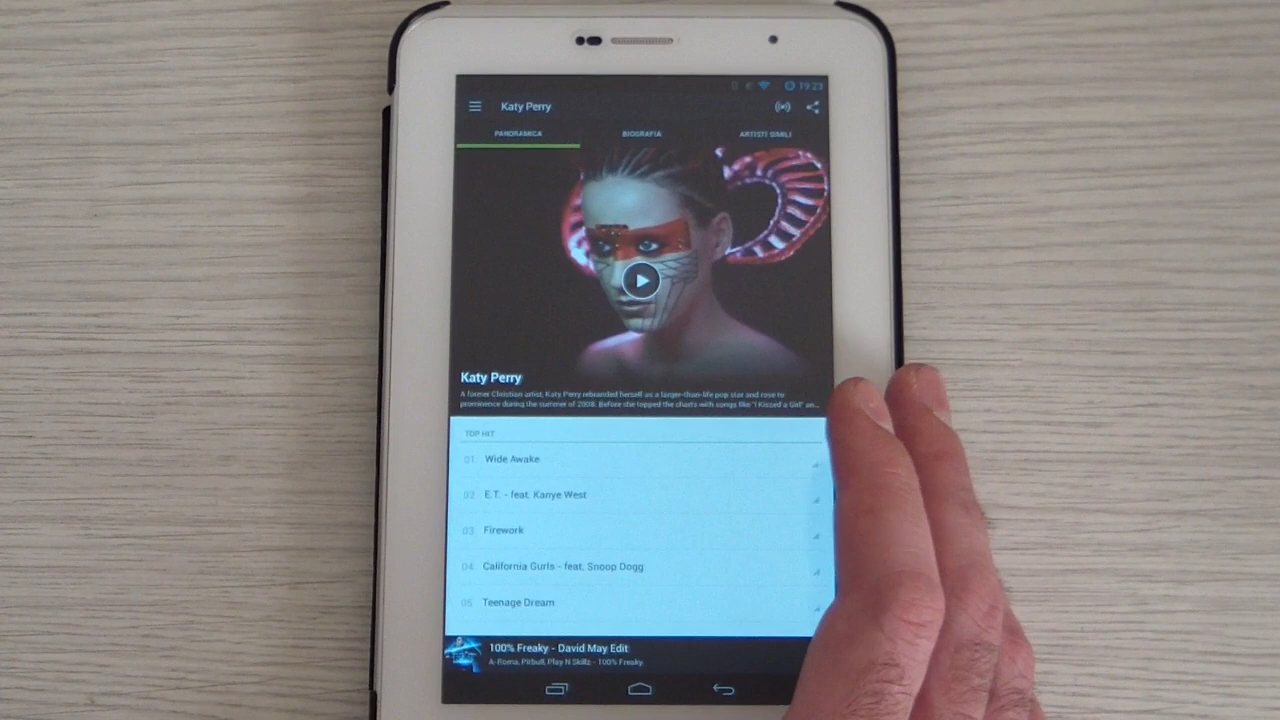 19:23
Katy Perry
PANORAMICA BIOGRAFIA ARTISTI SIMILI
Katy Perry
A former Christian artist, Katy Perry rebranded herself as a larger-than-life pop star and rose to
prominence during the summer of 2008. Before she topped the charts with songs like "I Kissed a Girl" an...
TOP HIT
01. Wide Awake
02. E.T. - feat. Kanye West
03. Firework
04. California Gurls - feat. Snoop Dogg
05. Teenage Dream
100% Freaky - David May Edit
A-Roma, Pitbull, Play N Skillz - 100% Freaky